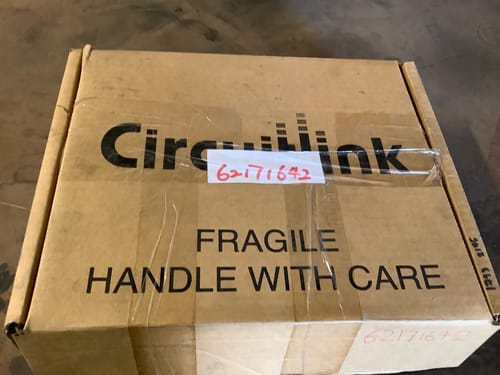 Circuitlink
62171642
FRAGILE
HANDLE WITH CARE
62171642